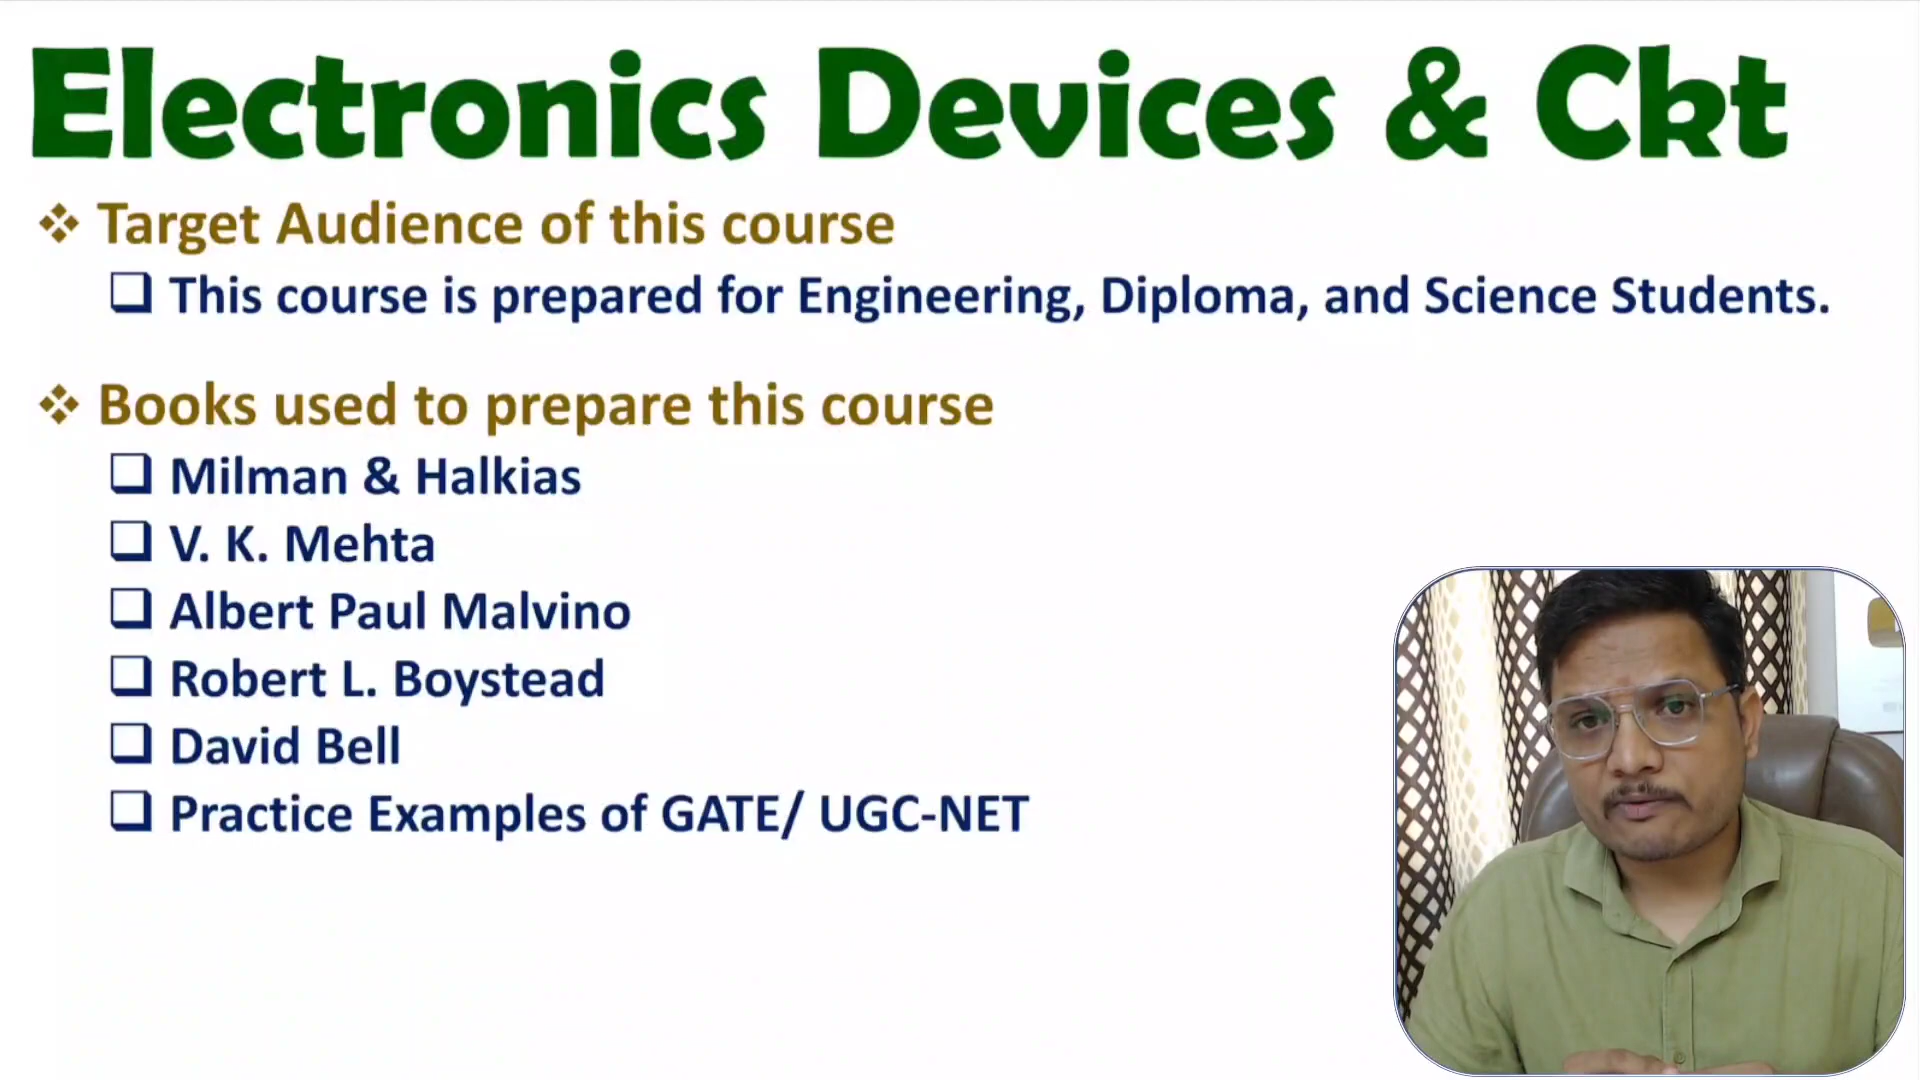 Electronics Devices & Ckt
Target Audience of this course
This course is prepared for Engineering, Diploma, and Science Students.
Books used to prepare this course
Milman & Halkias
V. K. Mehta
Albert Paul Malvino
Robert L. Boystead
David Bell
Practice Examples of GATE/ UGC-NET